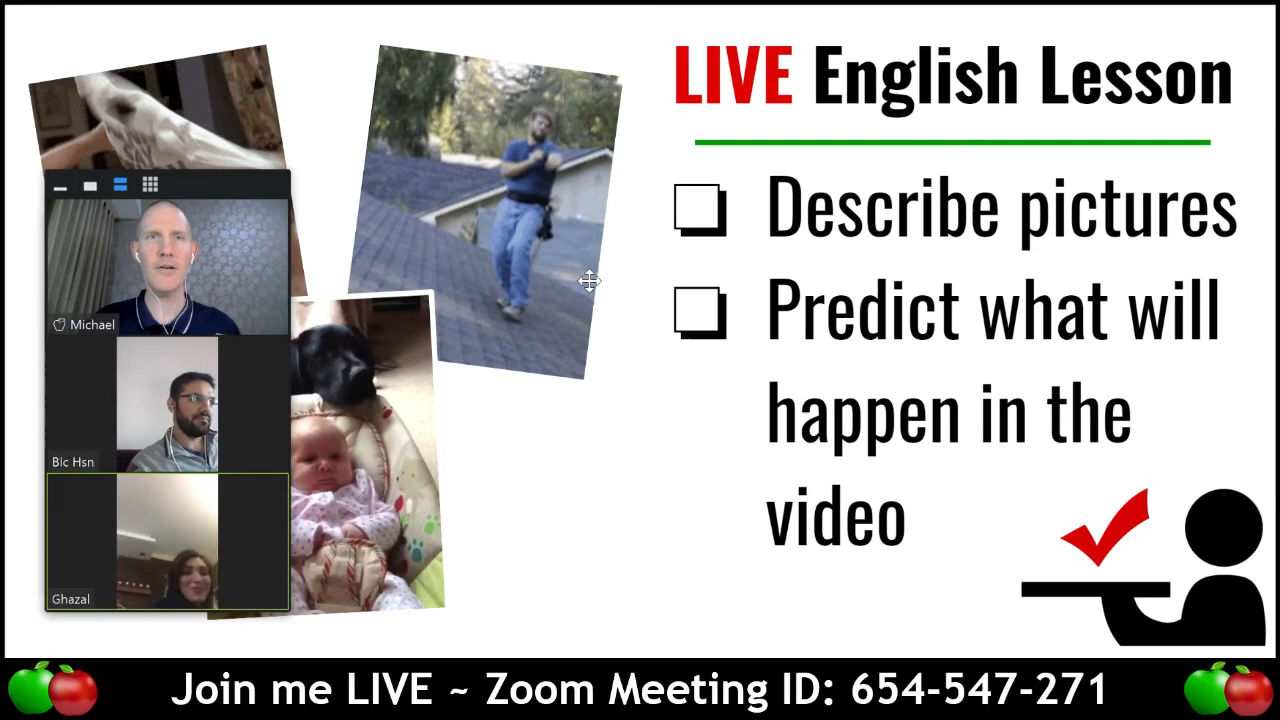 LIVE English Lesson
Describe pictures
Predict what will
happen in the
video
Michael
Blc Hsn
Ghazal
Join me LIVE ~ Zoom Meeting ID: 654-547-271